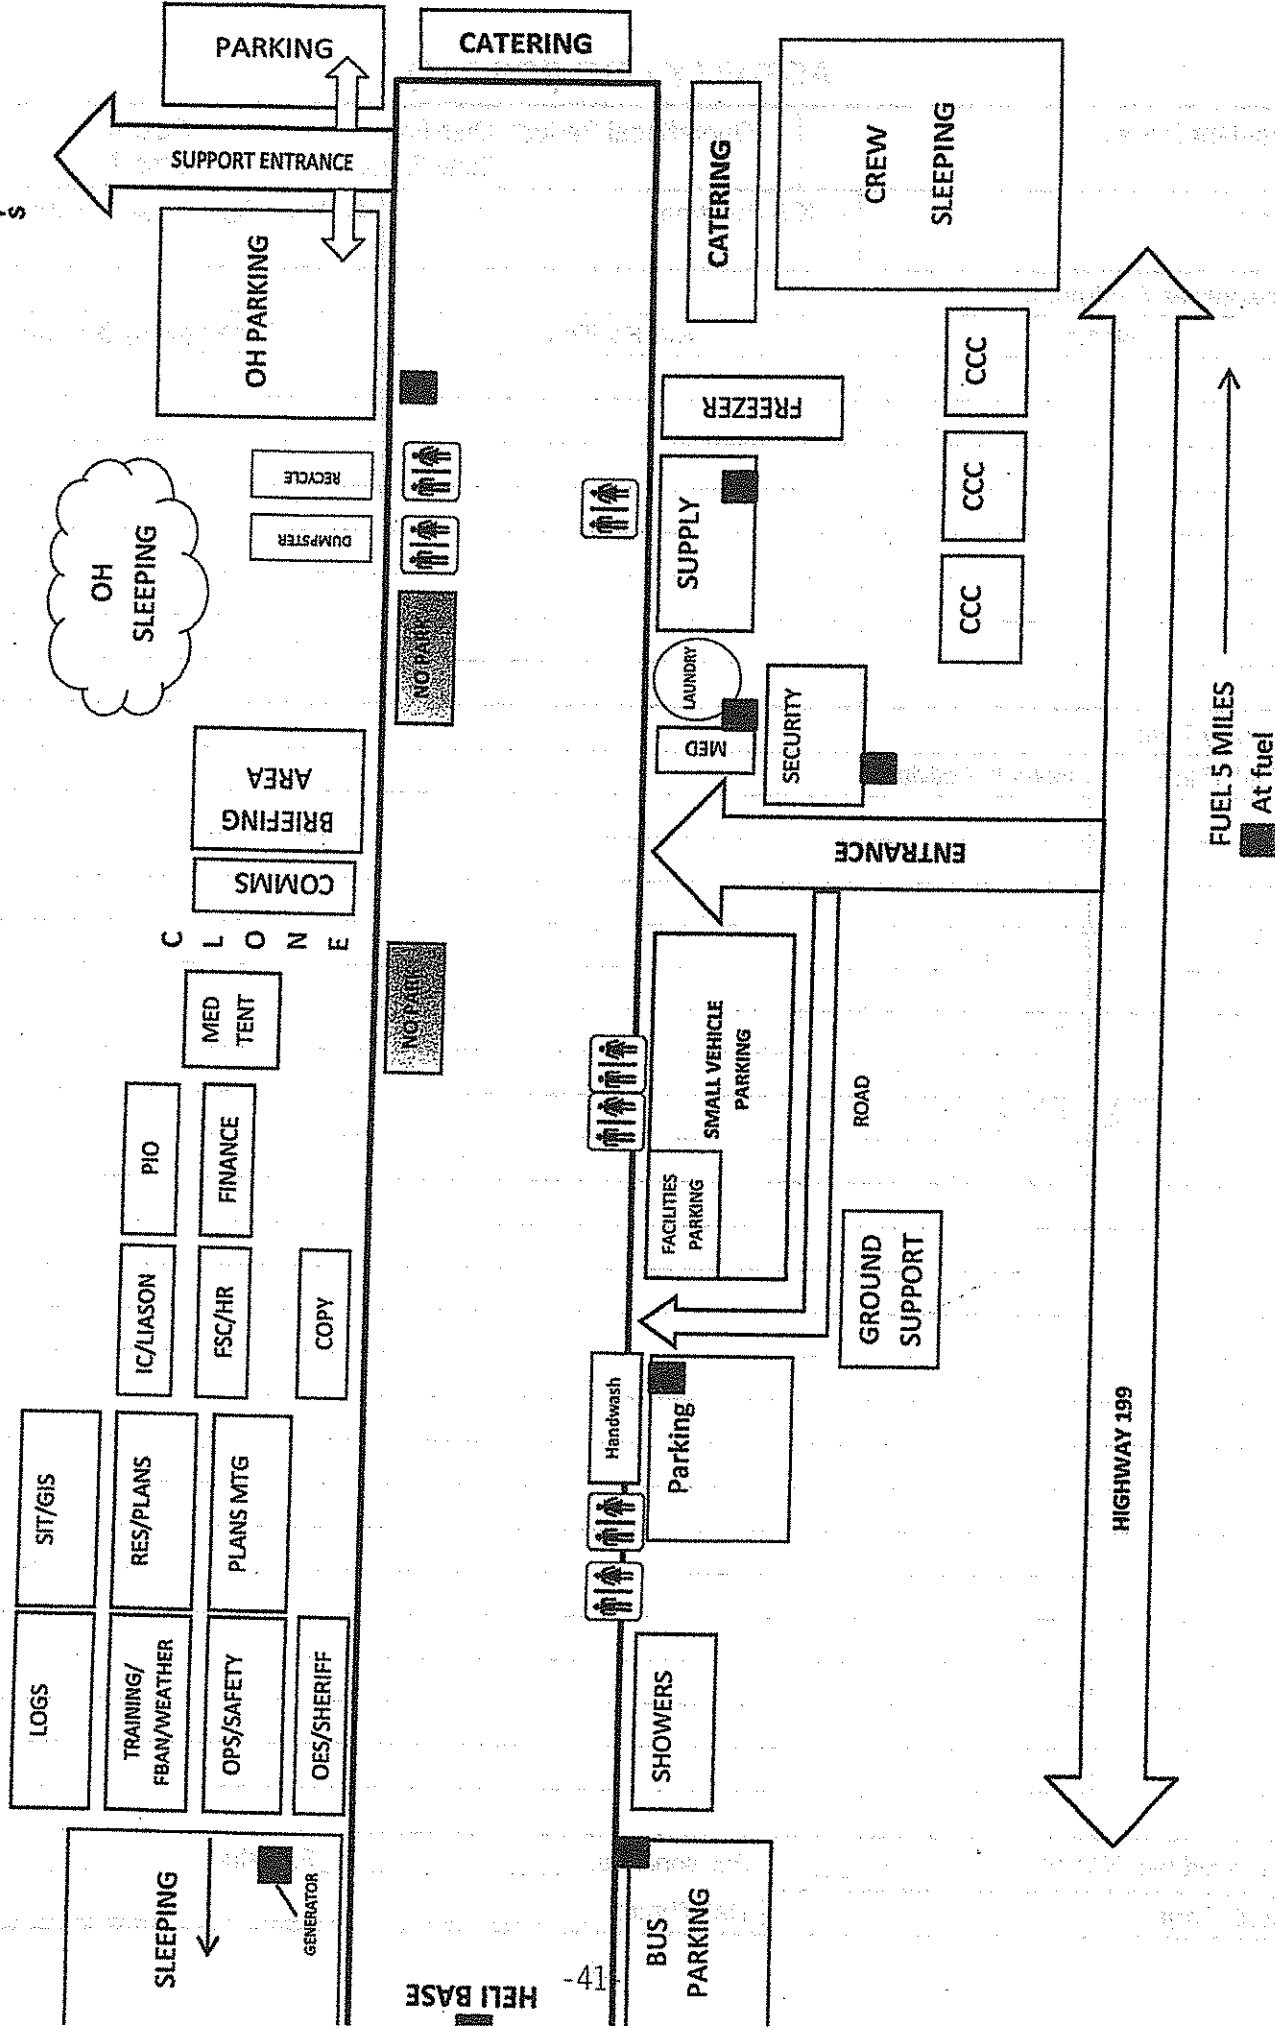 PARKING
CATERING
SUPPORT ENTRANCE
S
CREW
SLEEPING
CATERING
OH PARKING
CCC
FREEZER
RECYCLE
DUMPSTER
OH
SLEEPING
SUPPLY
CCC
CCC
NO PARK
LAUNDRY
MED
SECURITY
FUEL 5 MILES
At fuel
BRIEFING
AREA
COMMS
ENTRANCE
C
L
O
N
E
MED
TENT
NO PARK
SMALL VEHICLE
PARKING
ROAD
PIO
FINANCE
FACILITIES
PARKING
GROUND
SUPPORT
IC/LIASON
FSC/HR
COPY
Handwash
Parking
HIGHWAY 199
SIT/GIS
RES/PLANS
PLANS MTG
LOGS
TRAINING/
FBAN/WEATHER
OPS/SAFETY
OES/SHERIFF
SHOWERS
SLEEPING
GENERATOR
BUS
PARKING
HELI BASE
-41-